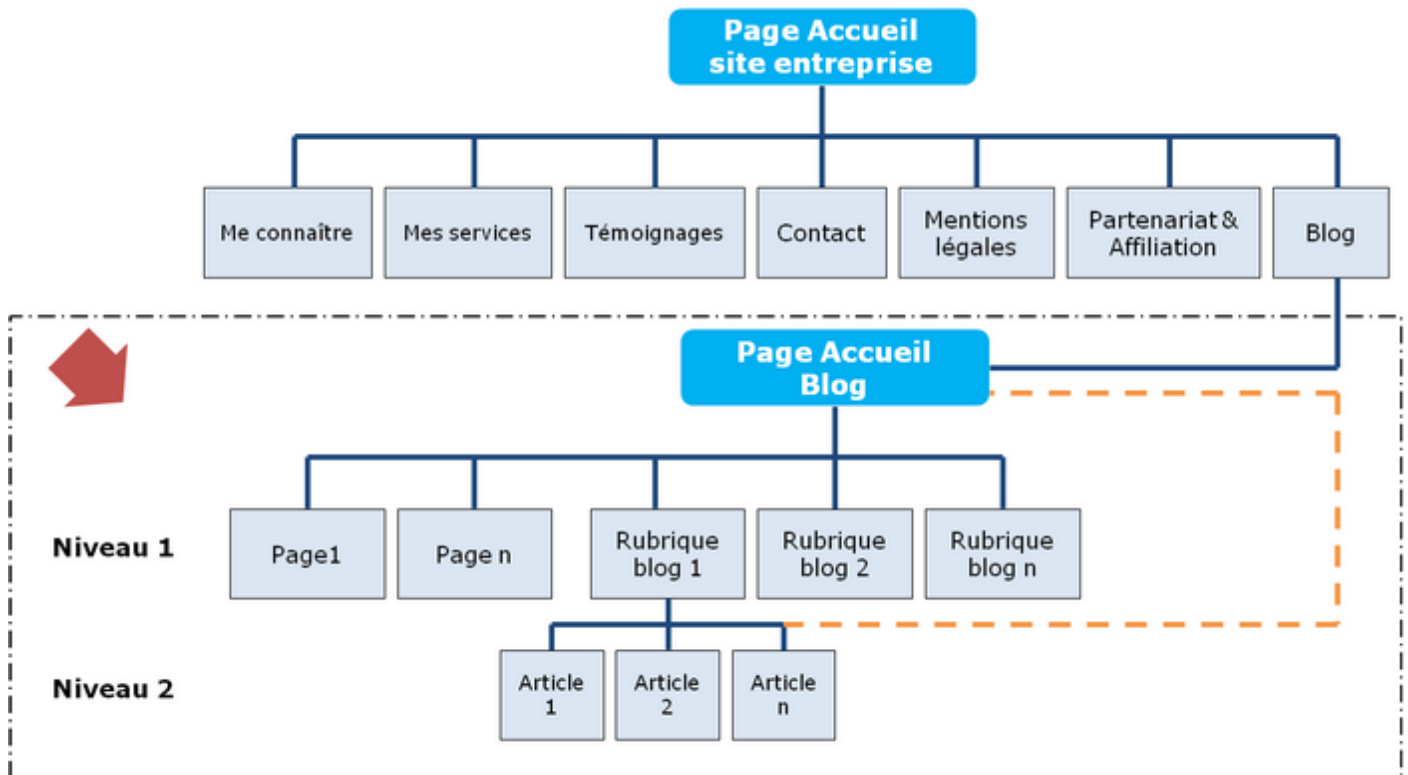 Page Accueil
site entreprise
Me connaître
Mes services
Témoignages
Contact
Mentions
légales
Partenariat &
Affiliation
Blog
Page Accueil
Blog
Niveau 1
Page1
Page n
Rubrique
blog 1
Rubrique
blog 2
Rubrique
blog n
Niveau 2
Article
1
Article
2
Article
n